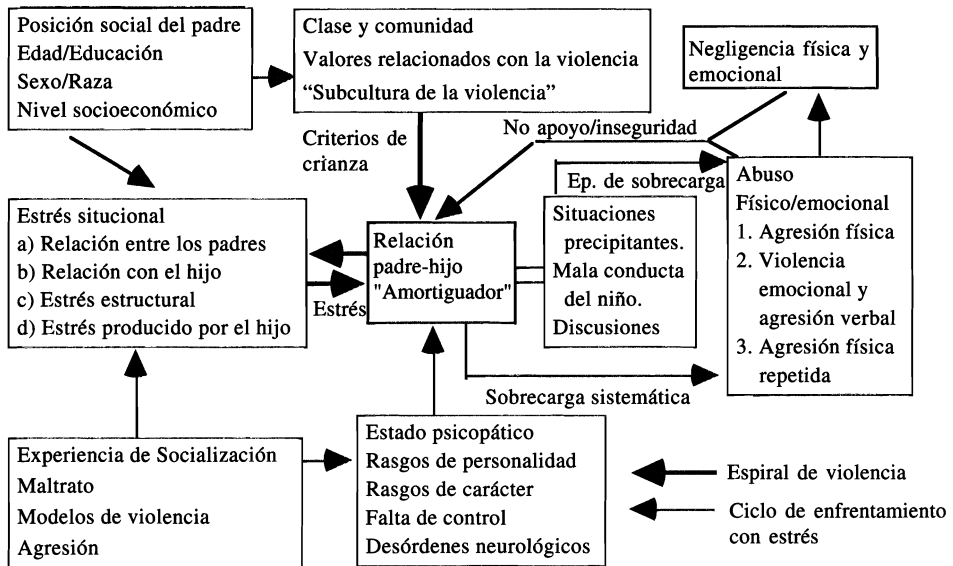 Posición social del padre
Edad/Educación
Sexo/Raza
Nivel socioeconómico
Clase y comunidad
Valores relacionados con la violencia
“Subcultura de la violencia”
Negligencia física y
emocional
Criterios de
crianza
No apoyo/inseguridad
Ep. de sobrecarga
Estrés situcional
a) Relación entre los padres
b) Relación con el hijo
c) Estrés estructural
d) Estrés producido por el hijo
Estrés
Relación
padre-hijo
"Amortiguador"
Situaciones
precipitantes.
Mala conducta
del niño.
Discusiones
Abuso
Físico/emocional
1. Agresión física
2. Violencia
emocional y
agresión verbal
3. Agresión física
repetida
Sobrecarga sistemática
Experiencia de Socialización
Maltrato
Modelos de violencia
Agresión
Estado psicopático
Rasgos de personalidad
Rasgos de carácter
Falta de control
Desórdenes neurológicos
Espiral de violencia
Ciclo de enfrentamiento
con estrés